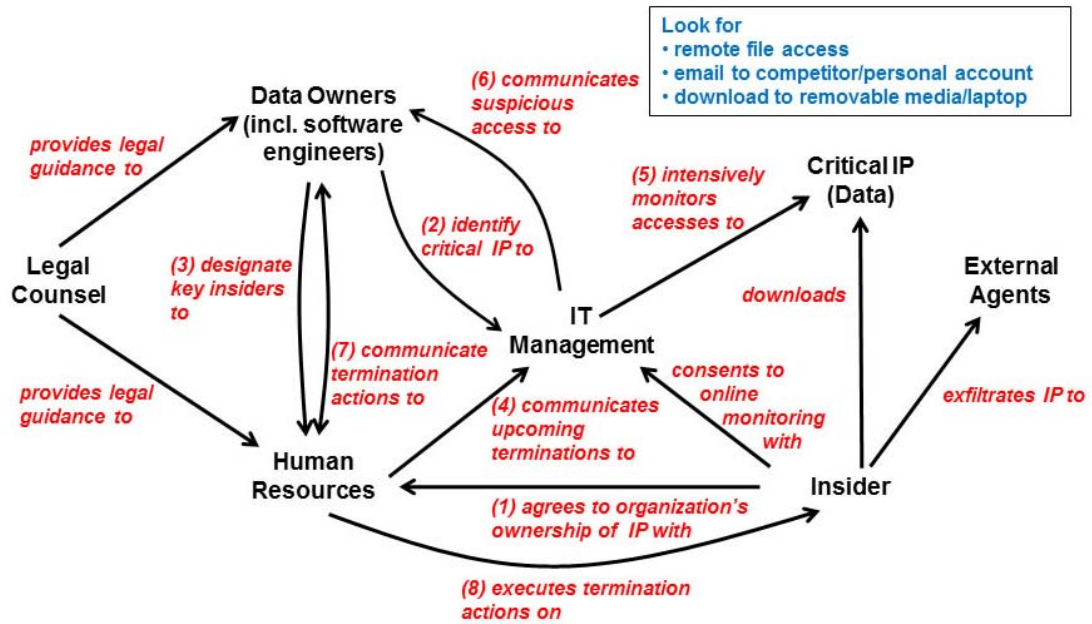 Look for
• remote file access
• email to competitor/personal account
• download to removable media/laptop
(6) communicates
suspicious
access to
Data Owners
(incl. software
engineers)
provides legal
guidance to
Critical IP
(Data)
(5) intensively
monitors
accesses to
(2) identify
critical IP to
Legal
Counsel
(3) designate
key insiders
to
External
Agents
downloads
IT
Management
(7) communicate
termination
actions to
consents to
online
monitoring
with
provides legal
guidance to
exfiltrates IP to
(4) communicates
upcoming
terminations to
Human
Resources
Insider
(1) agrees to organization's
ownership of IP with
(8) executes termination
actions on